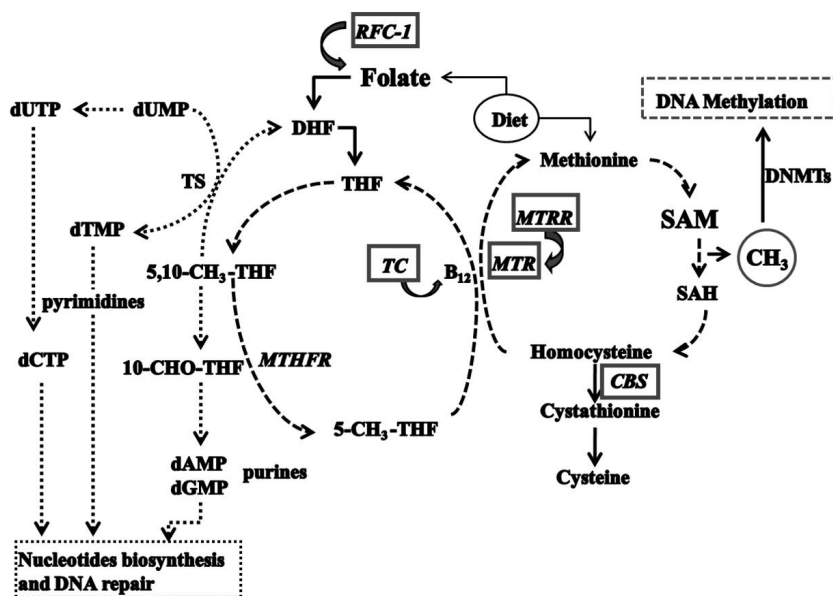 RFC-1
Folate
DNA Methylation
dUTP
dUMP
DHF
Diet
Methionine
DNMTs
TS
THF
SAM
MTRR
dTMP
TC
B₁₂
MTR
CH₃
5,10-CH₃-THF
SAH
pyrimidines
dCTP
10-CHO-THF
MTHFR
Homocysteine
CBS
Cystathionine
5-CH₃-THF
dAMP
dGMP
purines
Cysteine
Nucleotides biosynthesis
and DNA repair